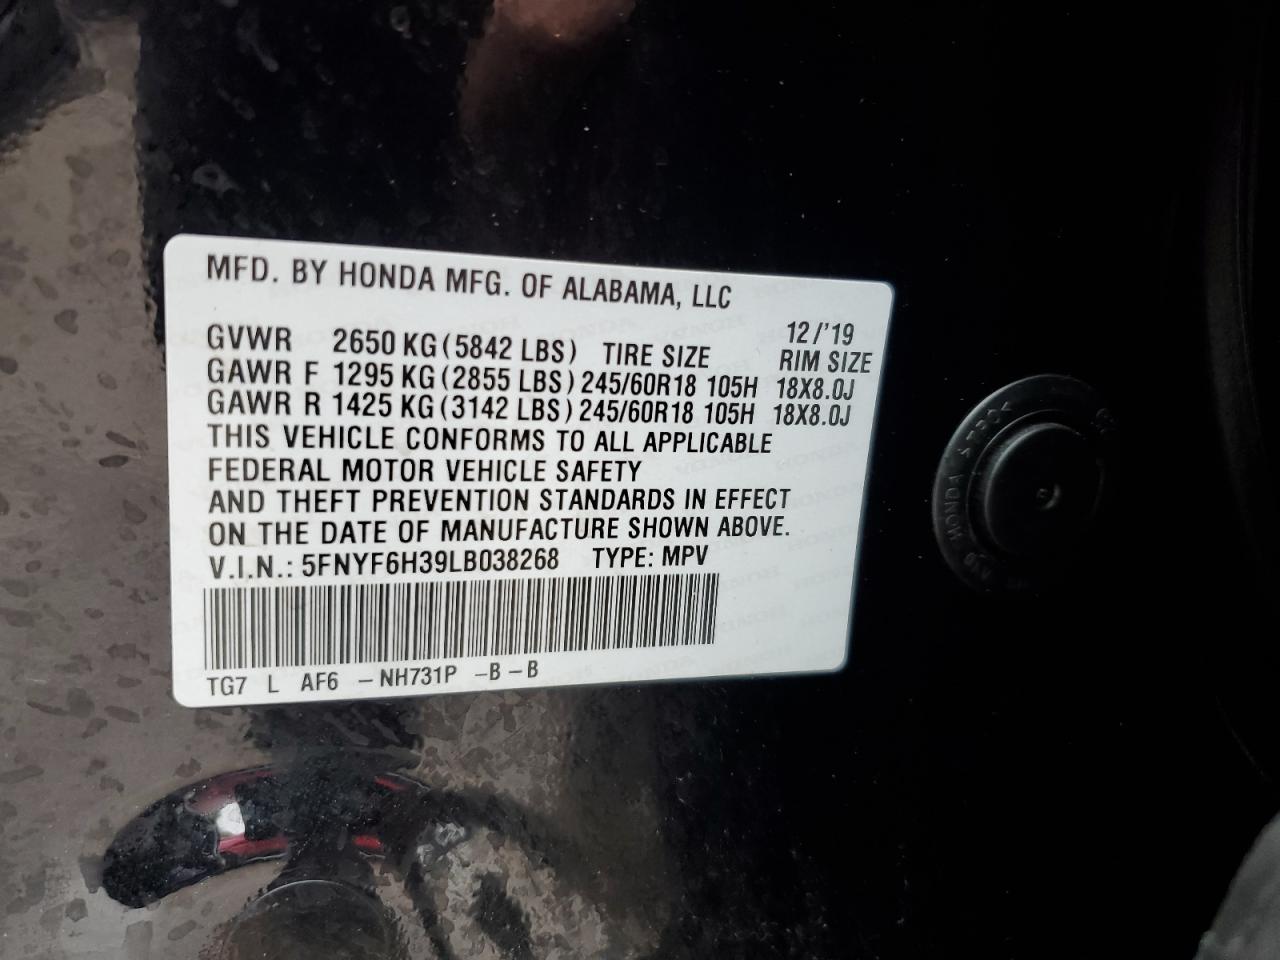 MFD. BY HONDA MFG. OF ALABAMA, LLC
12/'19
GVWR 2650 KG (5842 LBS) TIRE SIZE RIM SIZE
GAWR F 1295 KG (2855 LBS) 245/60R18 105H 18X8.0J
GAWR R 1425 KG (3142 LBS) 245/60R18 105H 18X8.0J
THIS VEHICLE CONFORMS TO ALL APPLICABLE
FEDERAL MOTOR VEHICLE SAFETY
AND THEFT PREVENTION STANDARDS IN EFFECT
ON THE DATE OF MANUFACTURE SHOWN ABOVE.
V.I.N.: 5FNYF6H39LB038268 TYPE: MPV
TG7 L AF6 -NH731P -B-B
HONDA